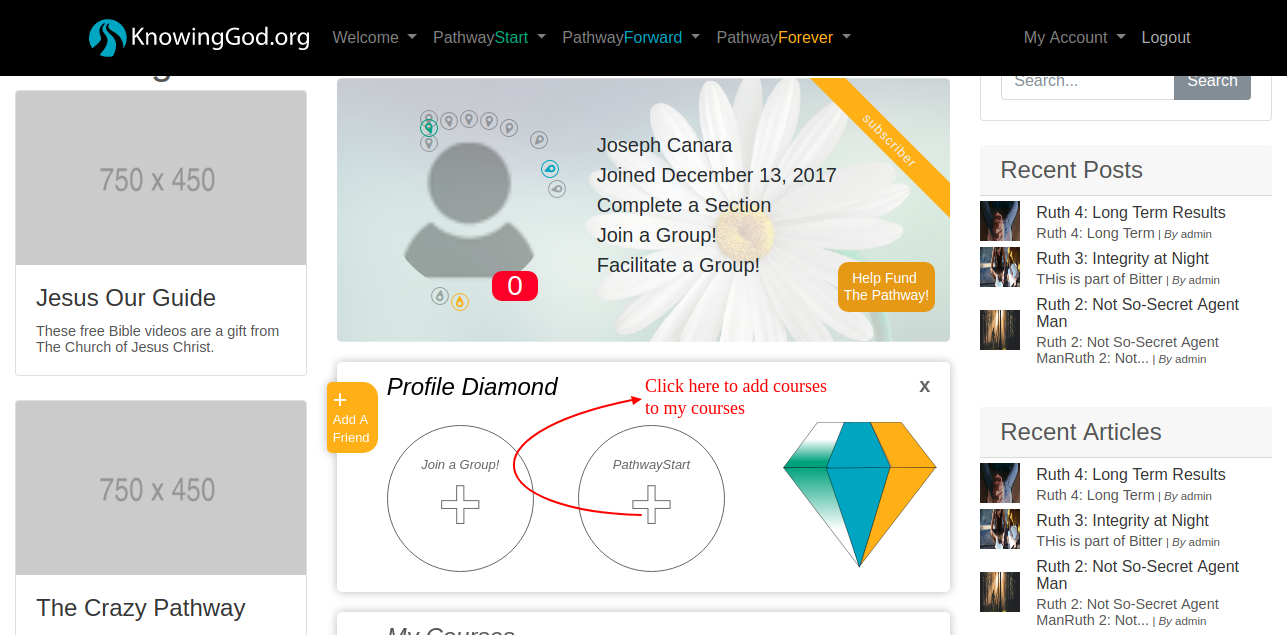 KnowingGod.org
Welcome
PathwayStart
PathwayForward
PathwayForever
My Account
Logout
750 x 450
Jesus Our Guide
These free Bible videos are a gift from
The Church of Jesus Christ.
750 x 450
The Crazy Pathway
subscriber
Joseph Canara
Joined December 13, 2017
Complete a Section
Join a Group!
Facilitate a Group!
0
Help Fund
The Pathway!
+
Add A
Friend
Profile Diamond
x
Click here to add courses
to my courses
Join a Group!
PathwayStart
My Courses
Search...
Search
Recent Posts
Ruth 4: Long Term Results
Ruth 4: Long Term | By admin
Ruth 3: Integrity at Night
THis is part of Bitter | By admin
Ruth 2: Not So-Secret Agent
Man
Ruth 2: Not So-Secret Agent
ManRuth 2: Not... | By admin
Recent Articles
Ruth 4: Long Term Results
Ruth 4: Long Term | By admin
Ruth 3: Integrity at Night
THis is part of Bitter | By admin
Ruth 2: Not So-Secret Agent
Man
Ruth 2: Not So-Secret Agent
ManRuth 2: Not... | By admin